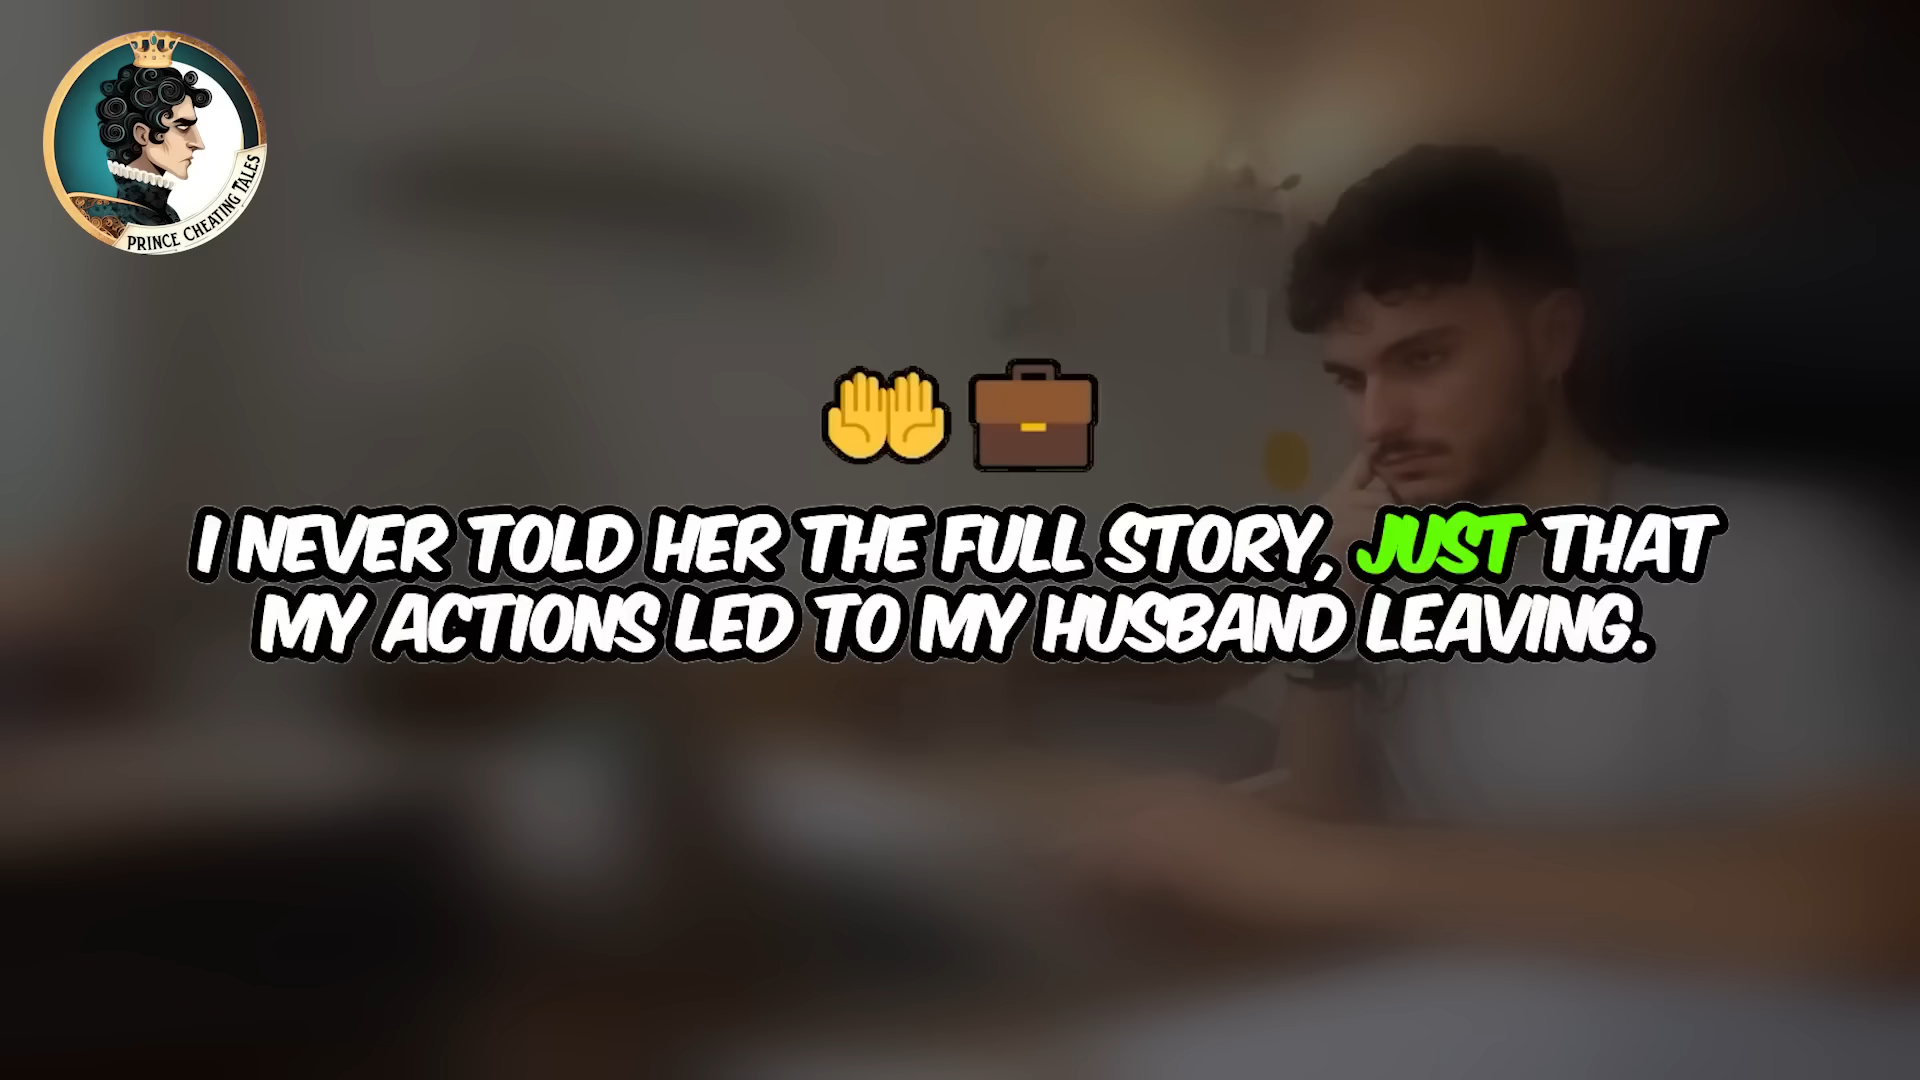 PRINCE CHEATING TALES
I NEVER TOLD HER THE FULL STORY, JUST THAT
MY ACTIONS LED TO MY HUSBAND LEAVING.